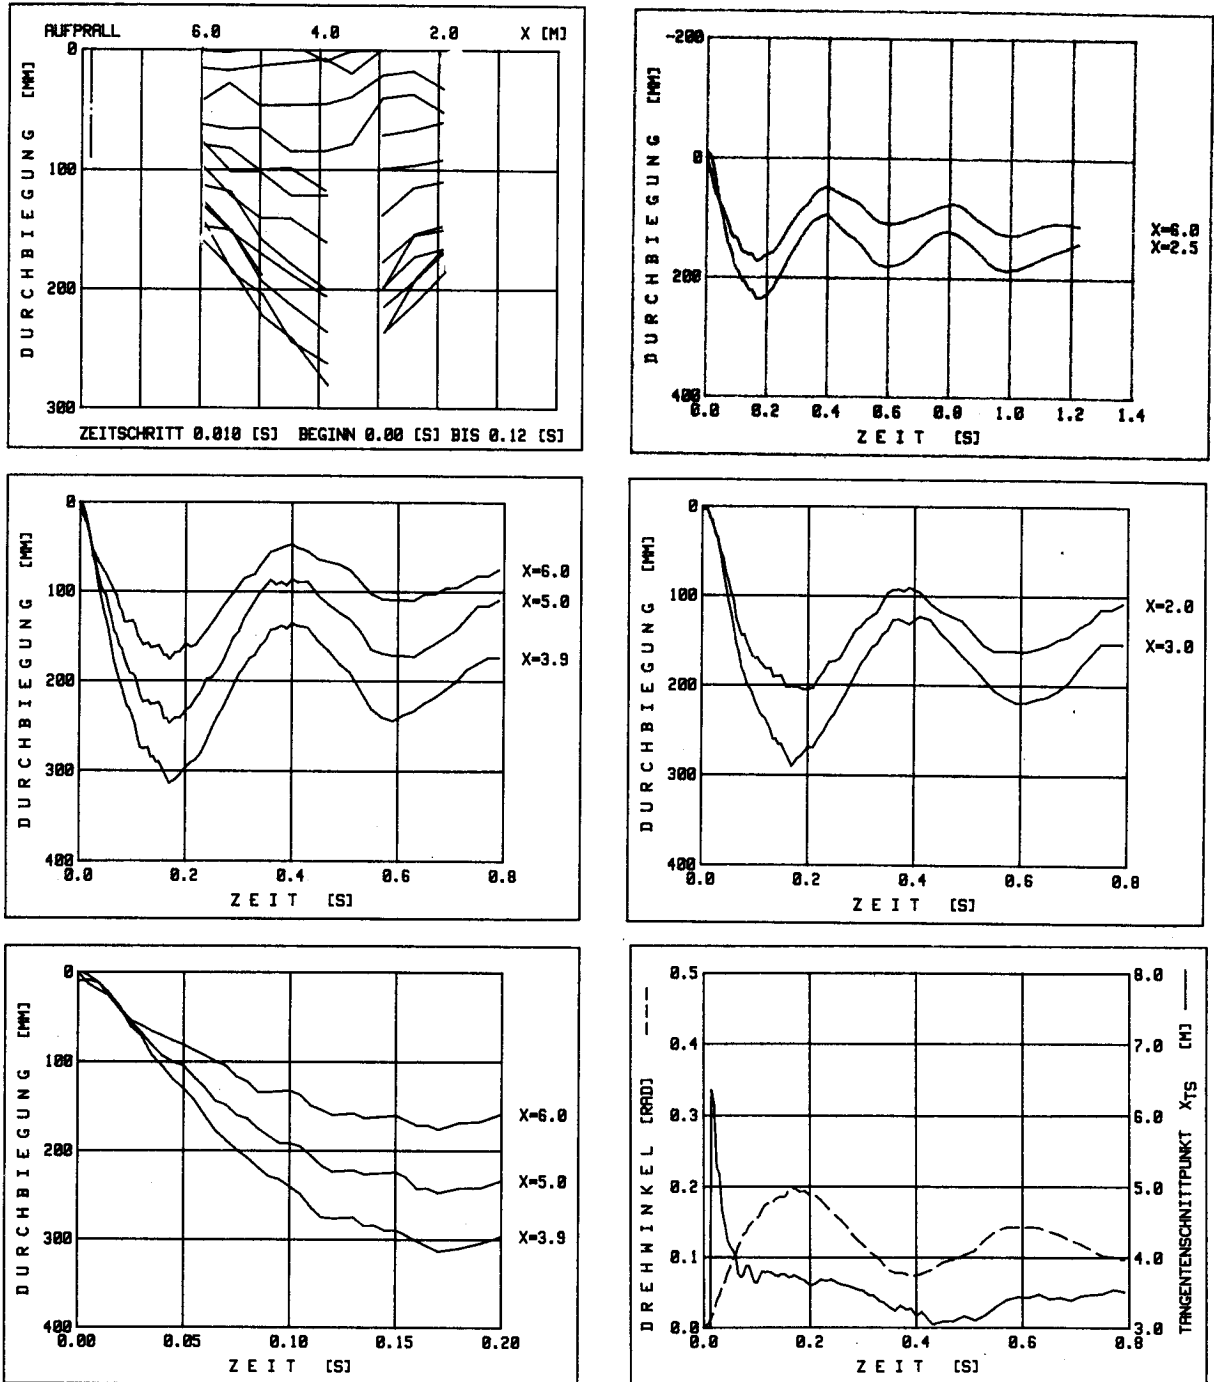 AUFPRALL 6.0 4.0 2.0 X [M]
0
100
200
300
DURCHBIEGUNG [MM]
ZEITSCHRITT 0.010 [S] BEGINN 0.00 [S] BIS 0.12 [S]
-200
0
200
400
DURCHBIEGUNG [MM]
X=6.0
X=2.5
0.0 0.2 0.4 0.6 0.8 1.0 1.2 1.4
ZEIT [S]
0
100
200
300
400
DURCHBIEGUNG [MM]
X=6.0
X=5.0
X=3.9
0.0 0.2 0.4 0.6 0.8
ZEIT [S]
0
100
200
300
400
DURCHBIEGUNG [MM]
X=2.0
X=3.0
0.0 0.2 0.4 0.6 0.8
ZEIT [S]
0
100
200
300
400
DURCHBIEGUNG [MM]
X=6.0
X=5.0
X=3.9
0.00 0.05 0.10 0.15 0.20
ZEIT [S]
0.5
0.4
0.3
0.2
0.1
0.0
DREHWINKEL [RAD]
8.0
7.0
6.0
5.0
4.0
3.0
TANGENTENSCHNITTPUNKT XTS [M]
0.0 0.2 0.4 0.6 0.8
ZEIT [S]